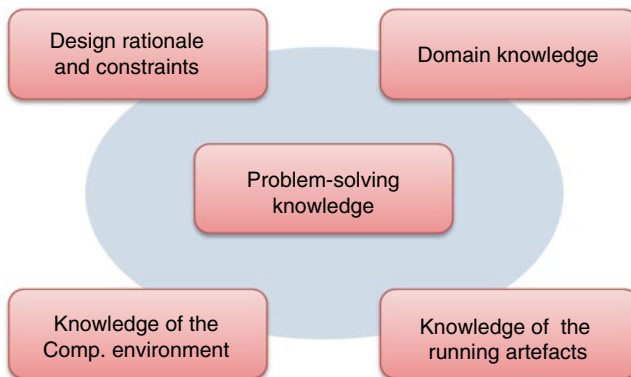 Design rationale
and constraints
Domain knowledge
Problem-solving
knowledge
Knowledge of the
Comp. environment
Knowledge of the
running artefacts